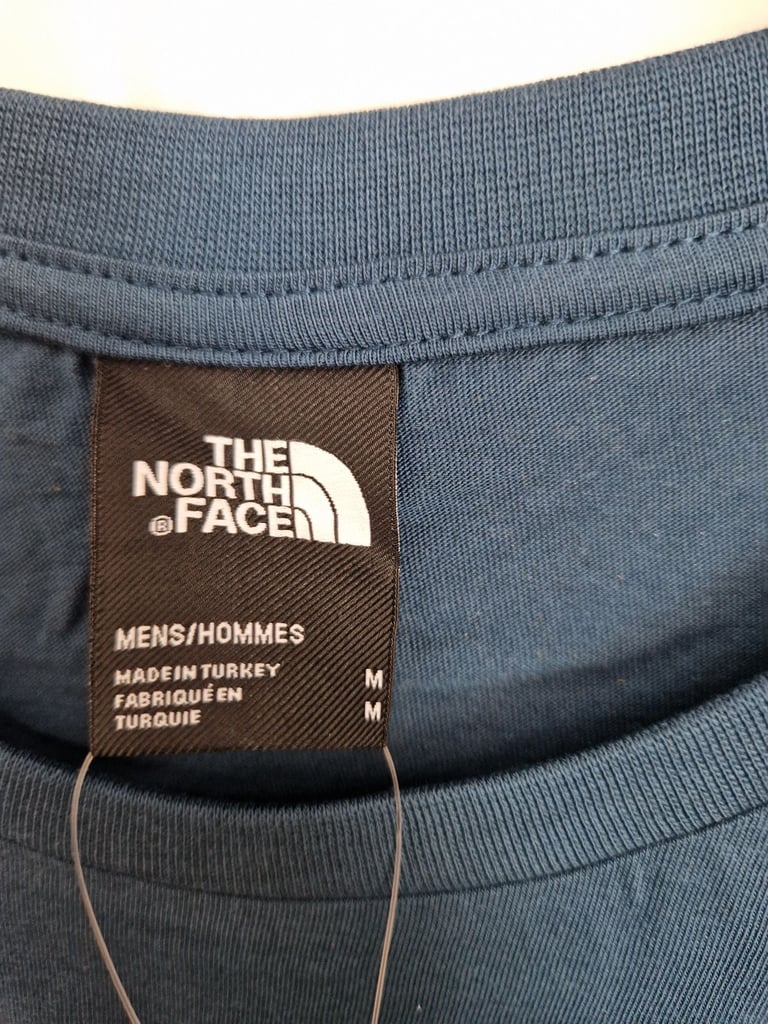 THE
NORTH
® FACE
MENS/HOMMES
MADE IN TURKEY M
FABRIQUÉ EN
TURQUIE M